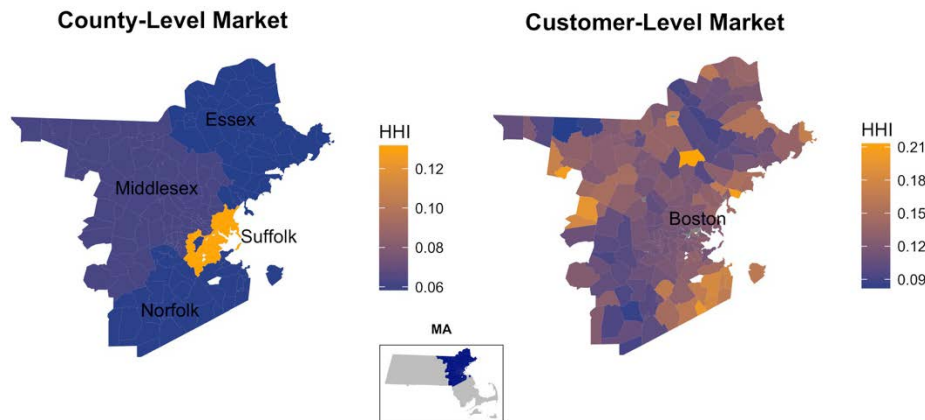 County-Level Market
Customer-Level Market
Essex
Middlesex
Suffolk
Norfolk
HHI
0.12
0.10
0.08
0.06
Boston
HHI
0.21
0.18
0.15
0.12
0.09
MA